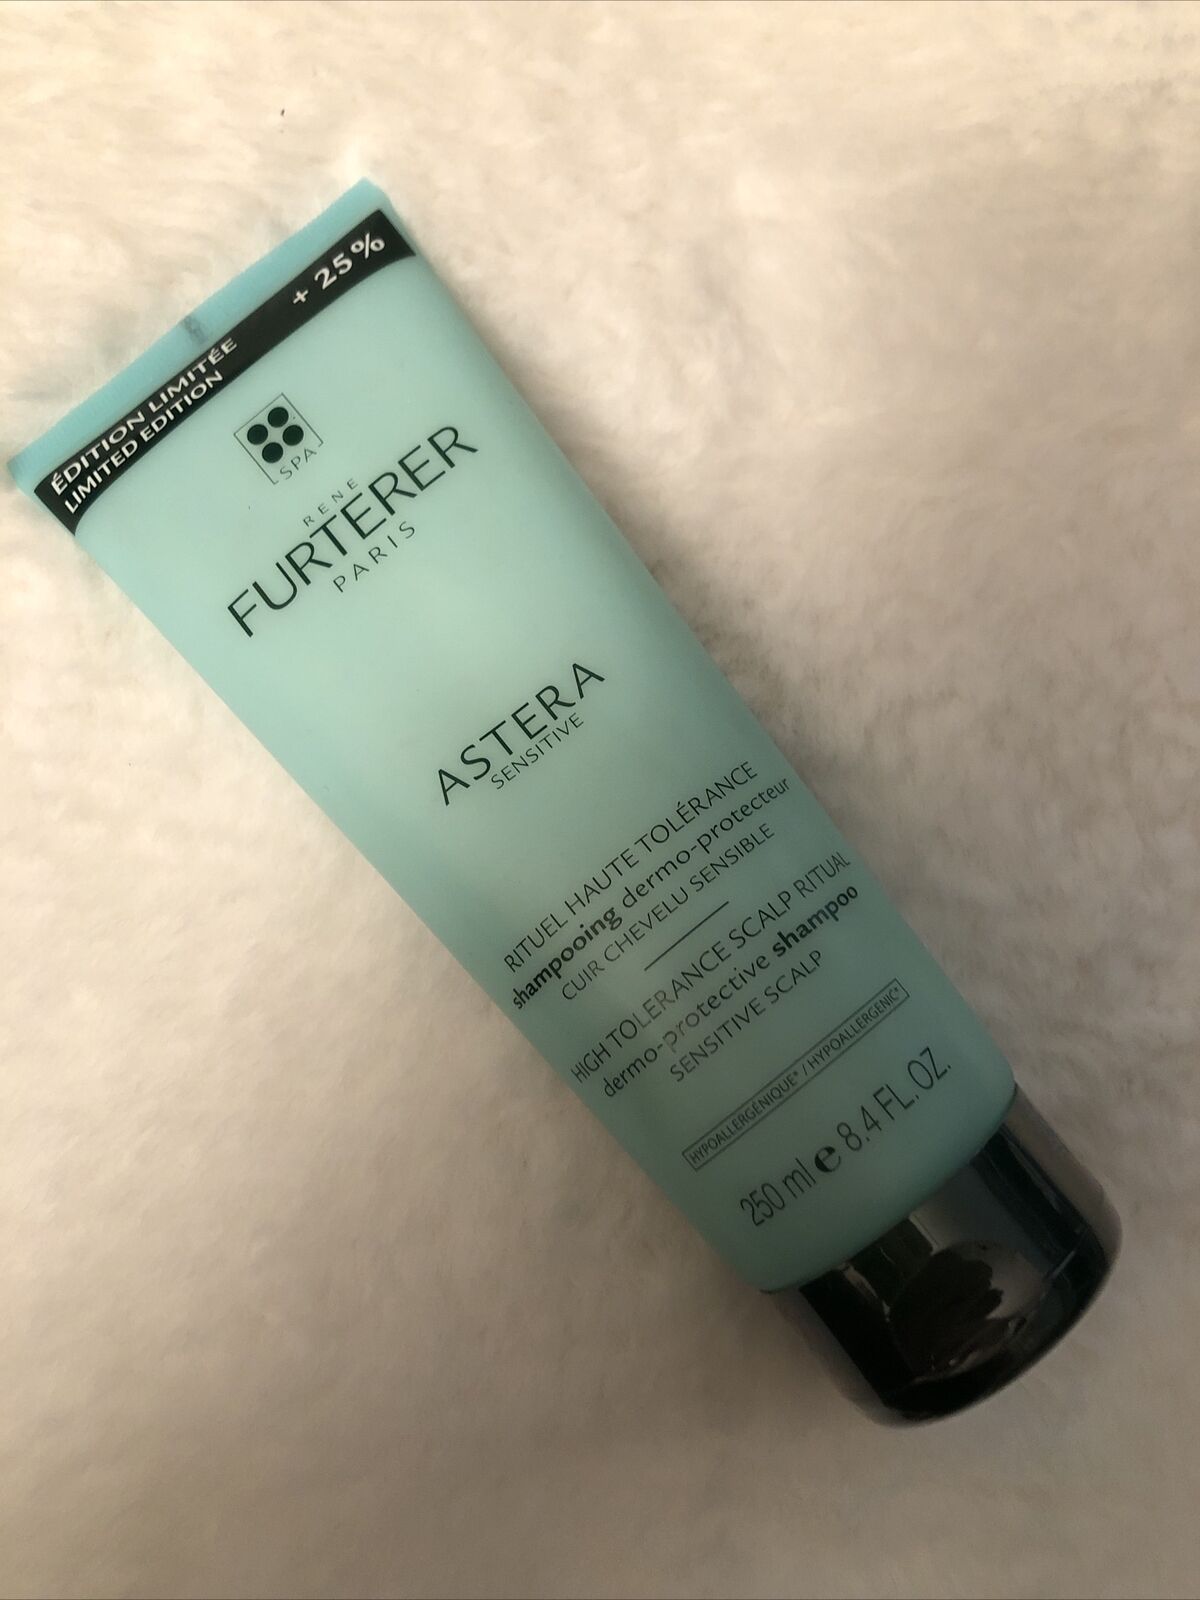 ÉDITION LIMITÉE
LIMITED EDITION
+ 25%
SPA
RENE
FURTERER
PARIS
ASTERA
SENSITIVE
RITUEL HAUTE TOLÉRANCE
shampooing dermo-protecteur
CUIR CHEVELU SENSIBLE
HIGH TOLERANCE SCALP RITUAL
dermo-protective shampoo
SENSITIVE SCALP
HYPOALLERGÉNIQUE* / HYPOALLERGENIC*
250 ml e 8.4 FL. OZ.